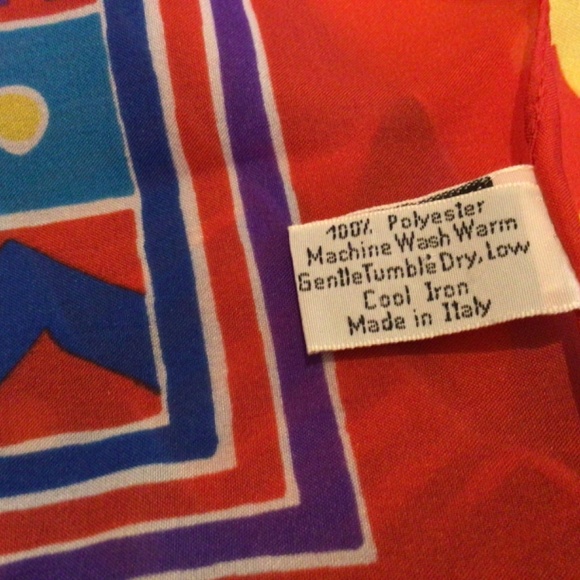 100% Polyester
Machine Wash Warm
Gentle Tumble Dry, Low
Cool Iron
Made in Italy